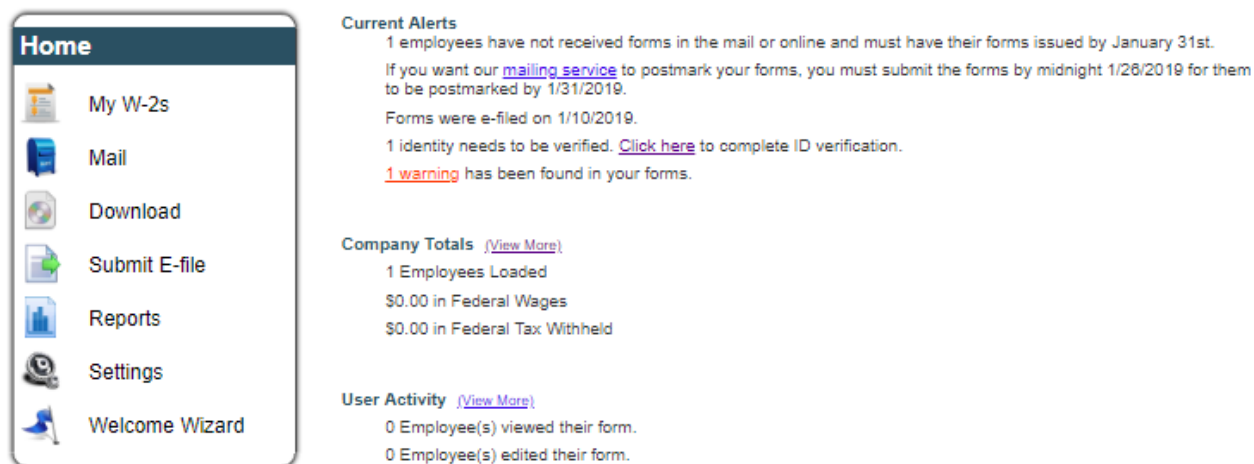 Home
My W-2s
Mail
Download
Submit E-file
Reports
Settings
Welcome Wizard
Current Alerts
1 employees have not received forms in the mail or online and must have their forms issued by January 31st.
If you want our mailing service to postmark your forms, you must submit the forms by midnight 1/26/2019 for them
to be postmarked by 1/31/2019.
Forms were e-filed on 1/10/2019.
1 identity needs to be verified. Click here to complete ID verification.
1 warning has been found in your forms.
Company Totals (View More)
1 Employees Loaded
$0.00 in Federal Wages
$0.00 in Federal Tax Withheld
User Activity (View More)
0 Employee(s) viewed their form.
0 Employee(s) edited their form.